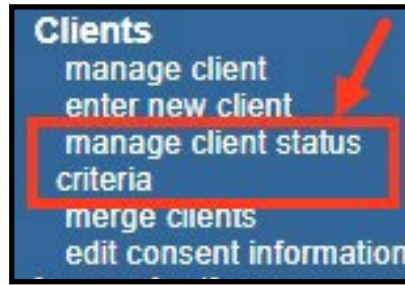 Clients
manage client
enter new client
manage client status
criteria
merge clients
edit consent information